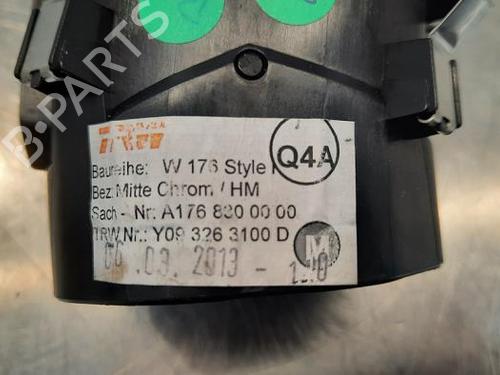 B-PARTS
TRW
Q4A
Baureihe: W 176 Style
Bez: Mitte Chrom / HM
Sach - Nr: A176 830 00 00
TRW.Nr.: Y09 326 3100 D
M
06 .03. 2013 -